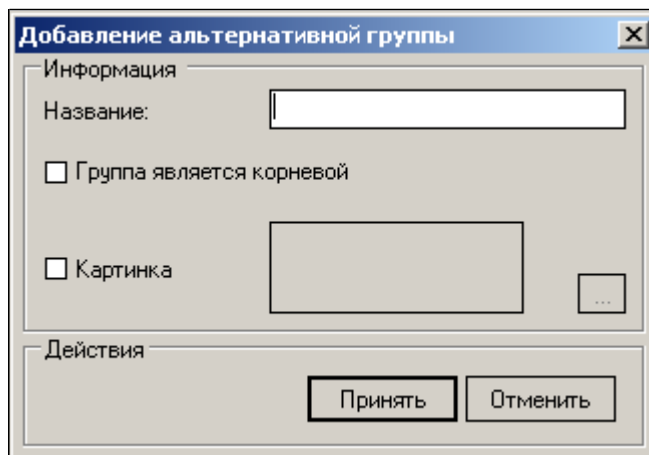 Добавление альтернативной группы
Информация
Название:
Группа является корневой
Картинка
...
Действия
Принять
Отменить